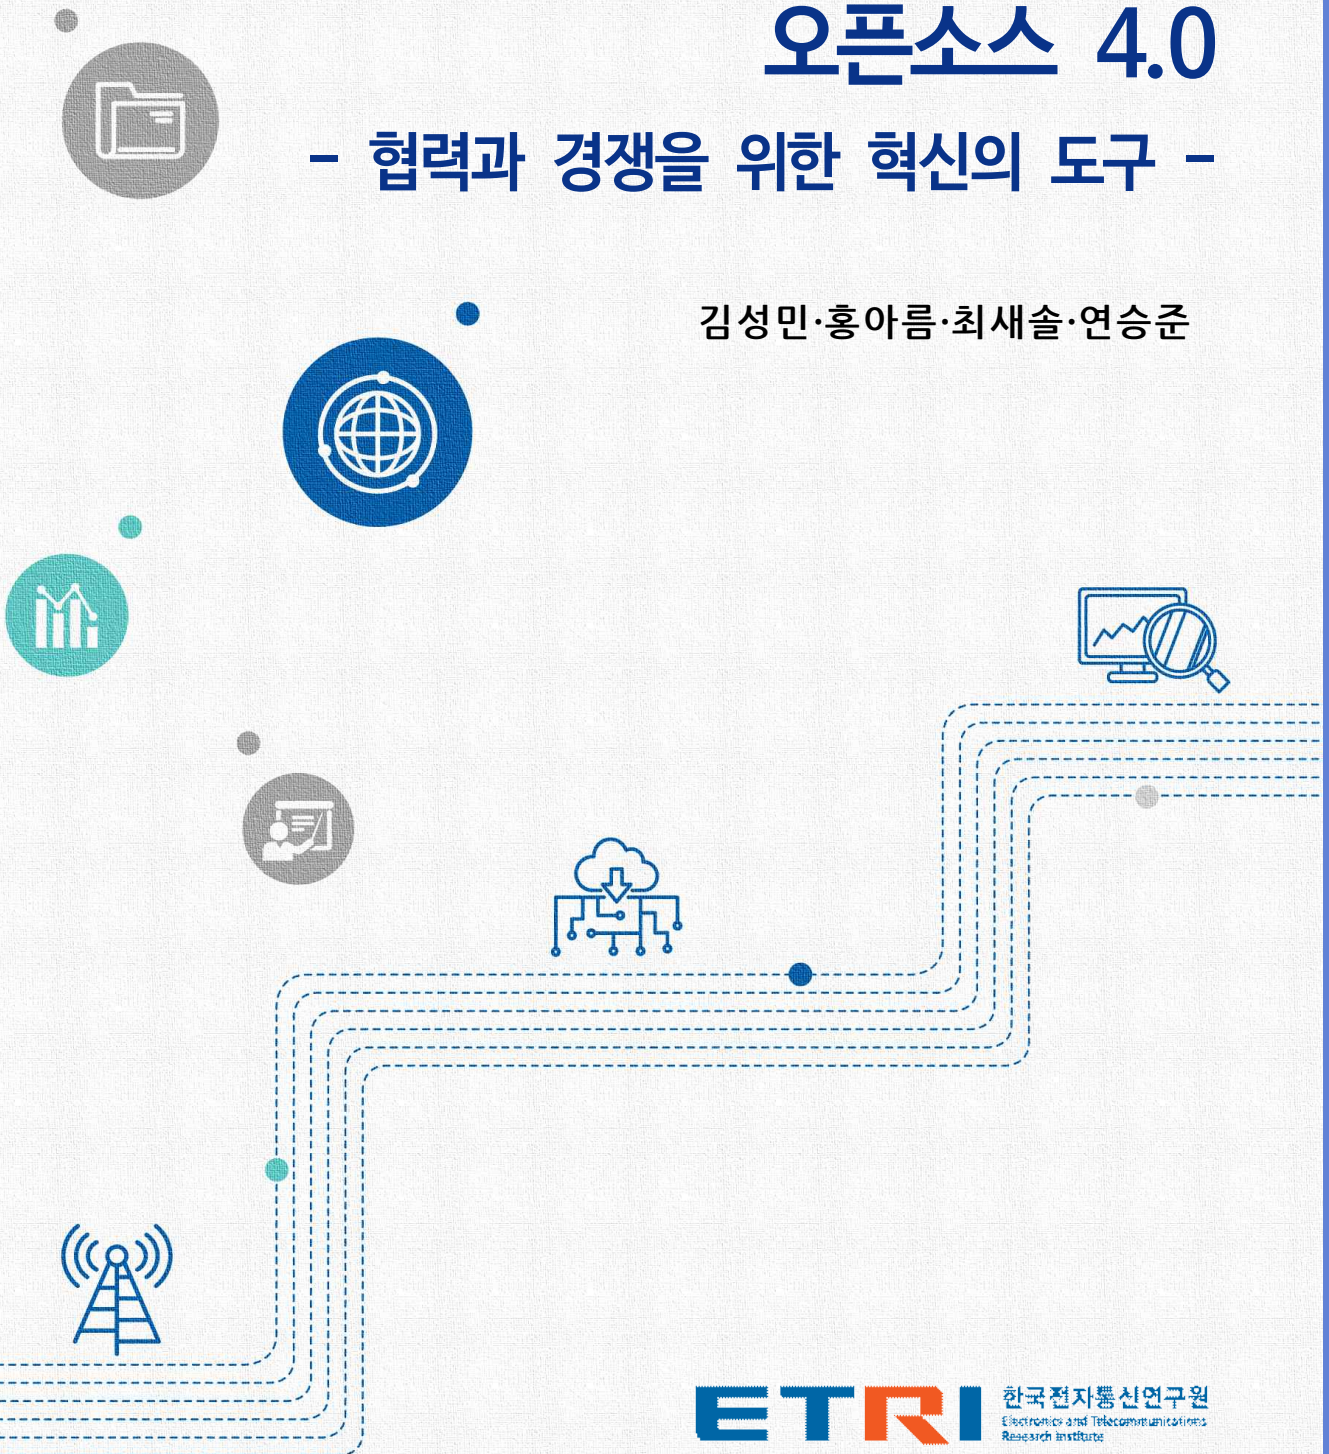 오픈소스 4.0
- 협력과 경쟁을 위한 혁신의 도구 -
김성민·홍아름·최새솔·연승준
ETRI
한국전자통신연구원
Electronics and Telecommunications
Research Institute